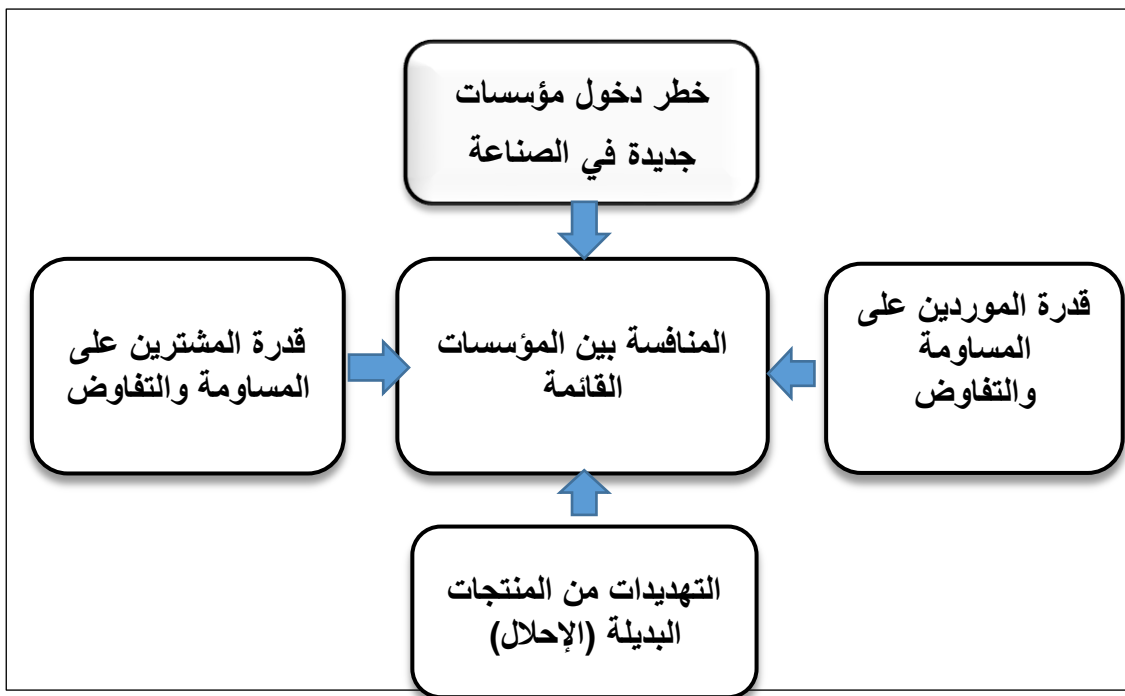 خطر دخول مؤسسات
جديدة في الصناعة
قدرة الموردين على
المساومة
والتفاوض
المنافسة بين المؤسسات
القائمة
قدرة المشترين على
المساومة والتفاوض
التهديدات من المنتجات
البديلة (الإحلال)